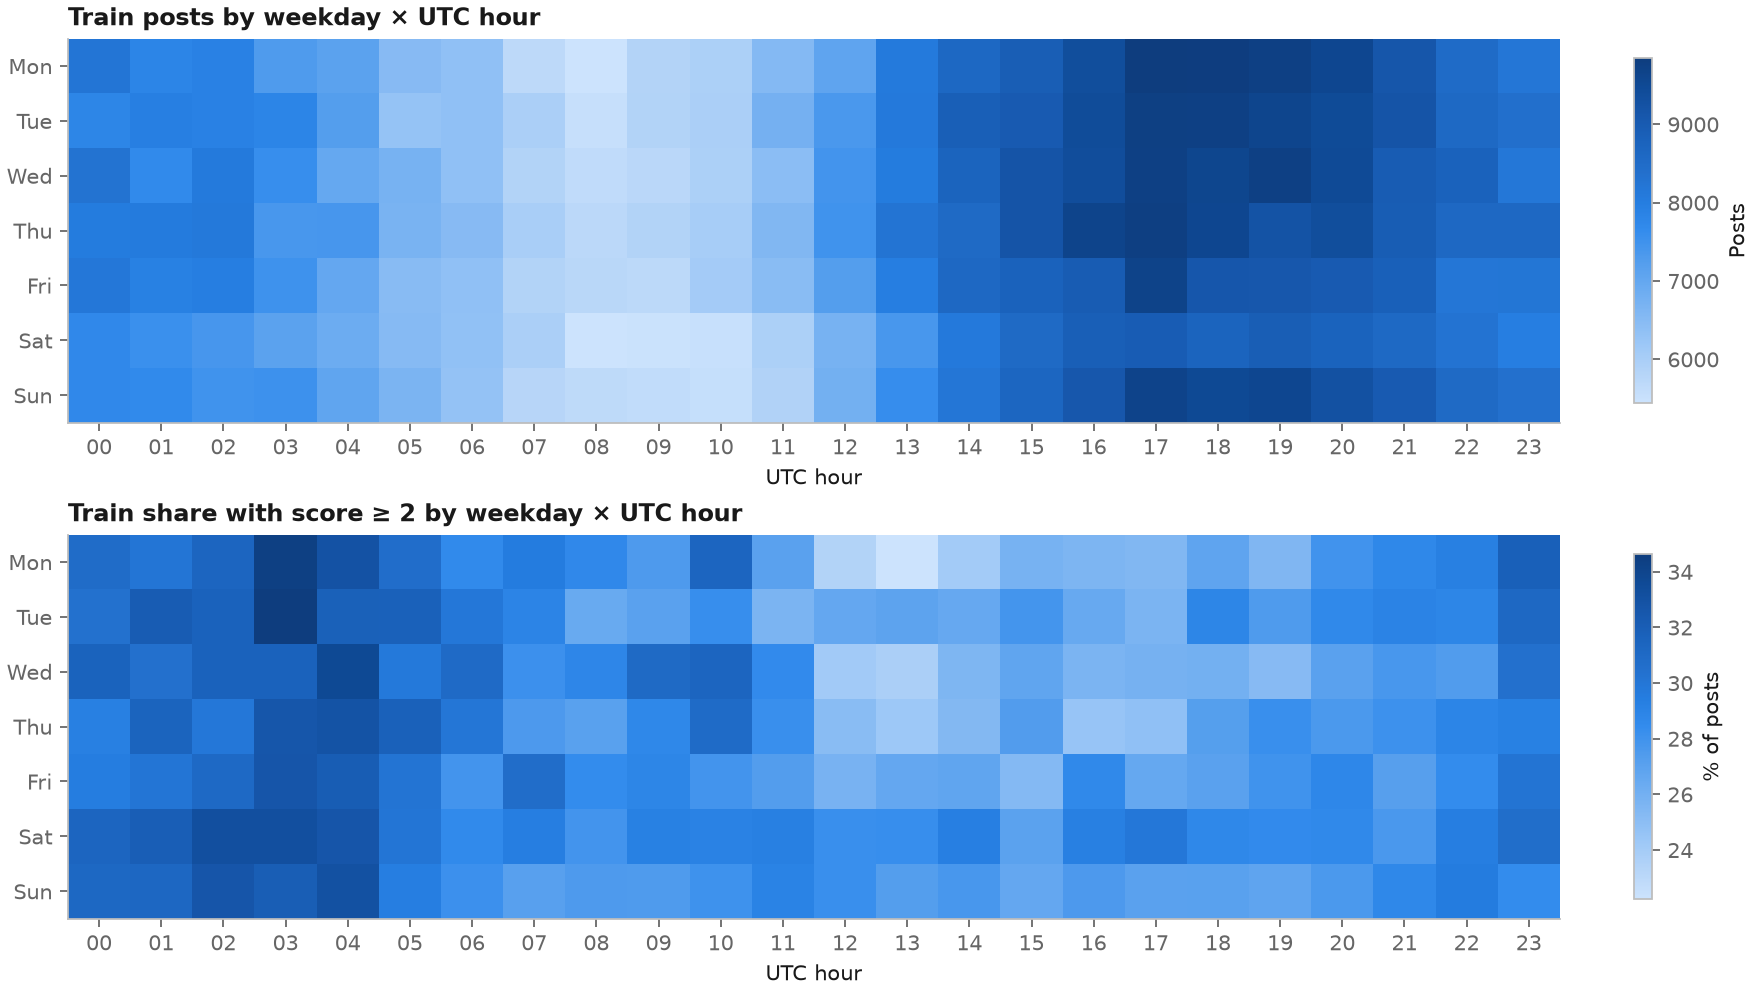 Train posts by weekday × UTC hour
Mon
Tue
Wed
Thu
Fri
Sat
Sun
00 01 02 03 04 05 06 07 08 09 10 11 12 13 14 15 16 17 18 19 20 21 22 23
UTC hour
9000
8000
7000
6000
Posts
Train share with score ≥ 2 by weekday × UTC hour
Mon
Tue
Wed
Thu
Fri
Sat
Sun
00 01 02 03 04 05 06 07 08 09 10 11 12 13 14 15 16 17 18 19 20 21 22 23
UTC hour
34
32
30
28
26
24
% of posts